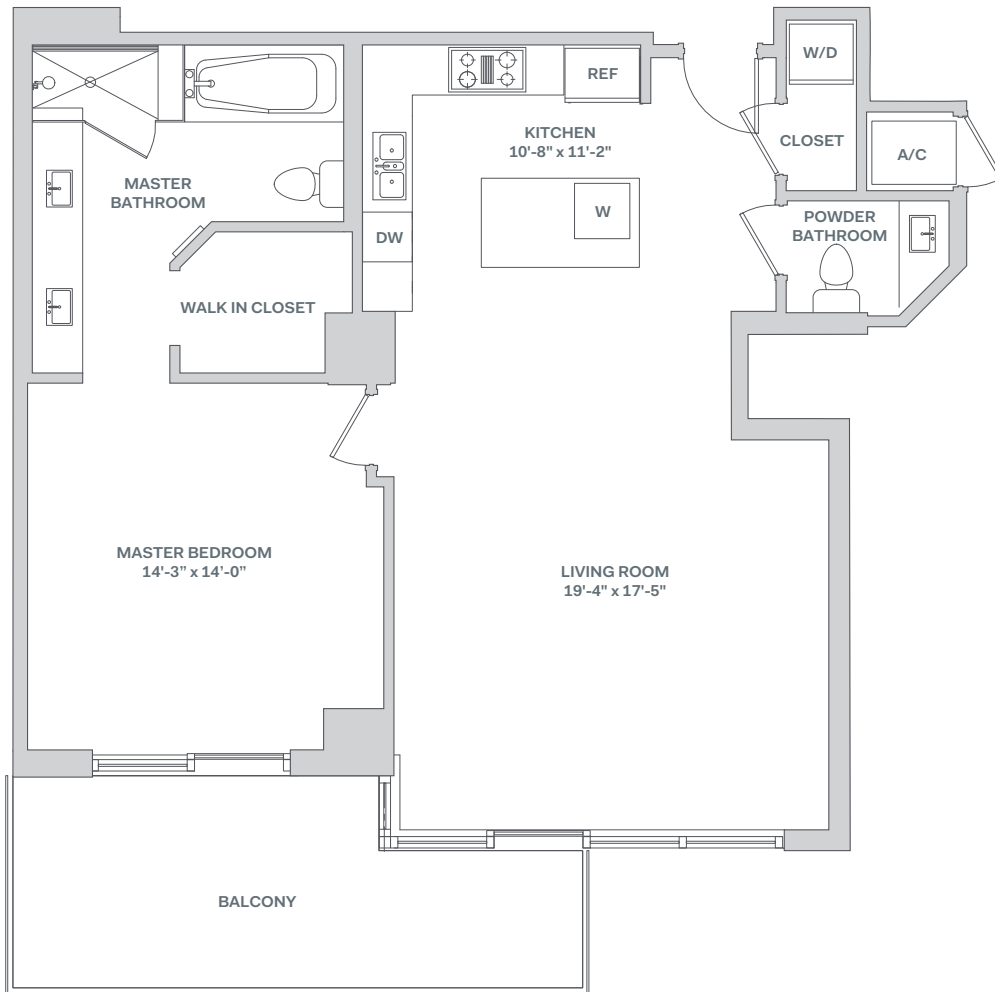 W/D
REF
KITCHEN
10'-8" x 11'-2"
CLOSET
A/C
MASTER
BATHROOM
W
POWDER
BATHROOM
DW
WALK IN CLOSET
MASTER BEDROOM
14'-3” x 14’-0”
LIVING ROOM
19'-4" x 17'-5"
BALCONY